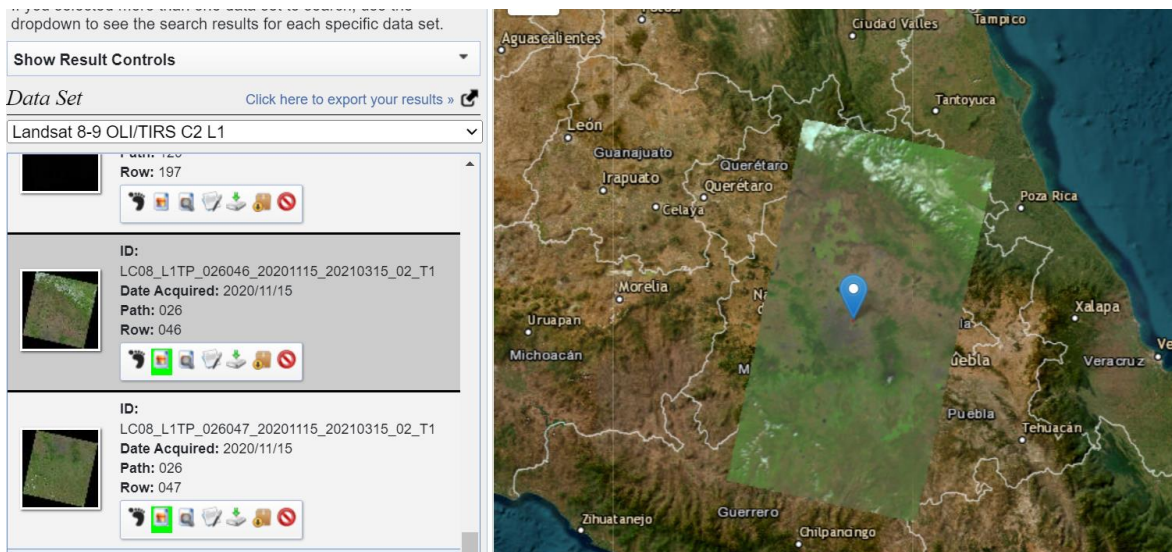 dropdown to see the search results for each specific data set.
Show Result Controls
Data Set
Click here to export your results »
Landsat 8-9 OLI/TIRS C2 L1
Row: 197
ID:
LC08_L1TP_026046_20201115_20210315_02_T1
Date Acquired: 2020/11/15
Path: 026
Row: 046
ID:
LC08_L1TP_026047_20201115_20210315_02_T1
Date Acquired: 2020/11/15
Path: 026
Row: 047
Ciudad Valles
Tampico
Aguascalientes
Tantoyuca
León
Guanajuato
Querétaro
Irapuato
Querétaro
Celaya
Poza Rica
Morelia
Xalapa
Uruapan
Michoacán
Veracruz
Puebla
Tehuacán
Guerrero
Zihuatanejo
Chilpancingo